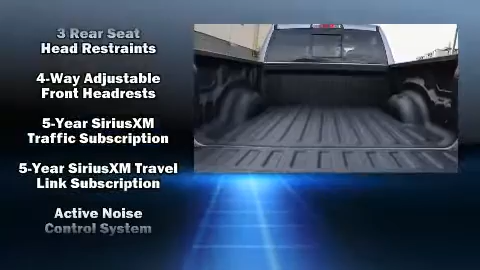 3 Rear Seat
Head Restraints
4-Way Adjustable
Front Headrests
5-Year SiriusXM
Traffic Subscription
5-Year SiriusXM Travel
Link Subscription
Active Noise
Control System